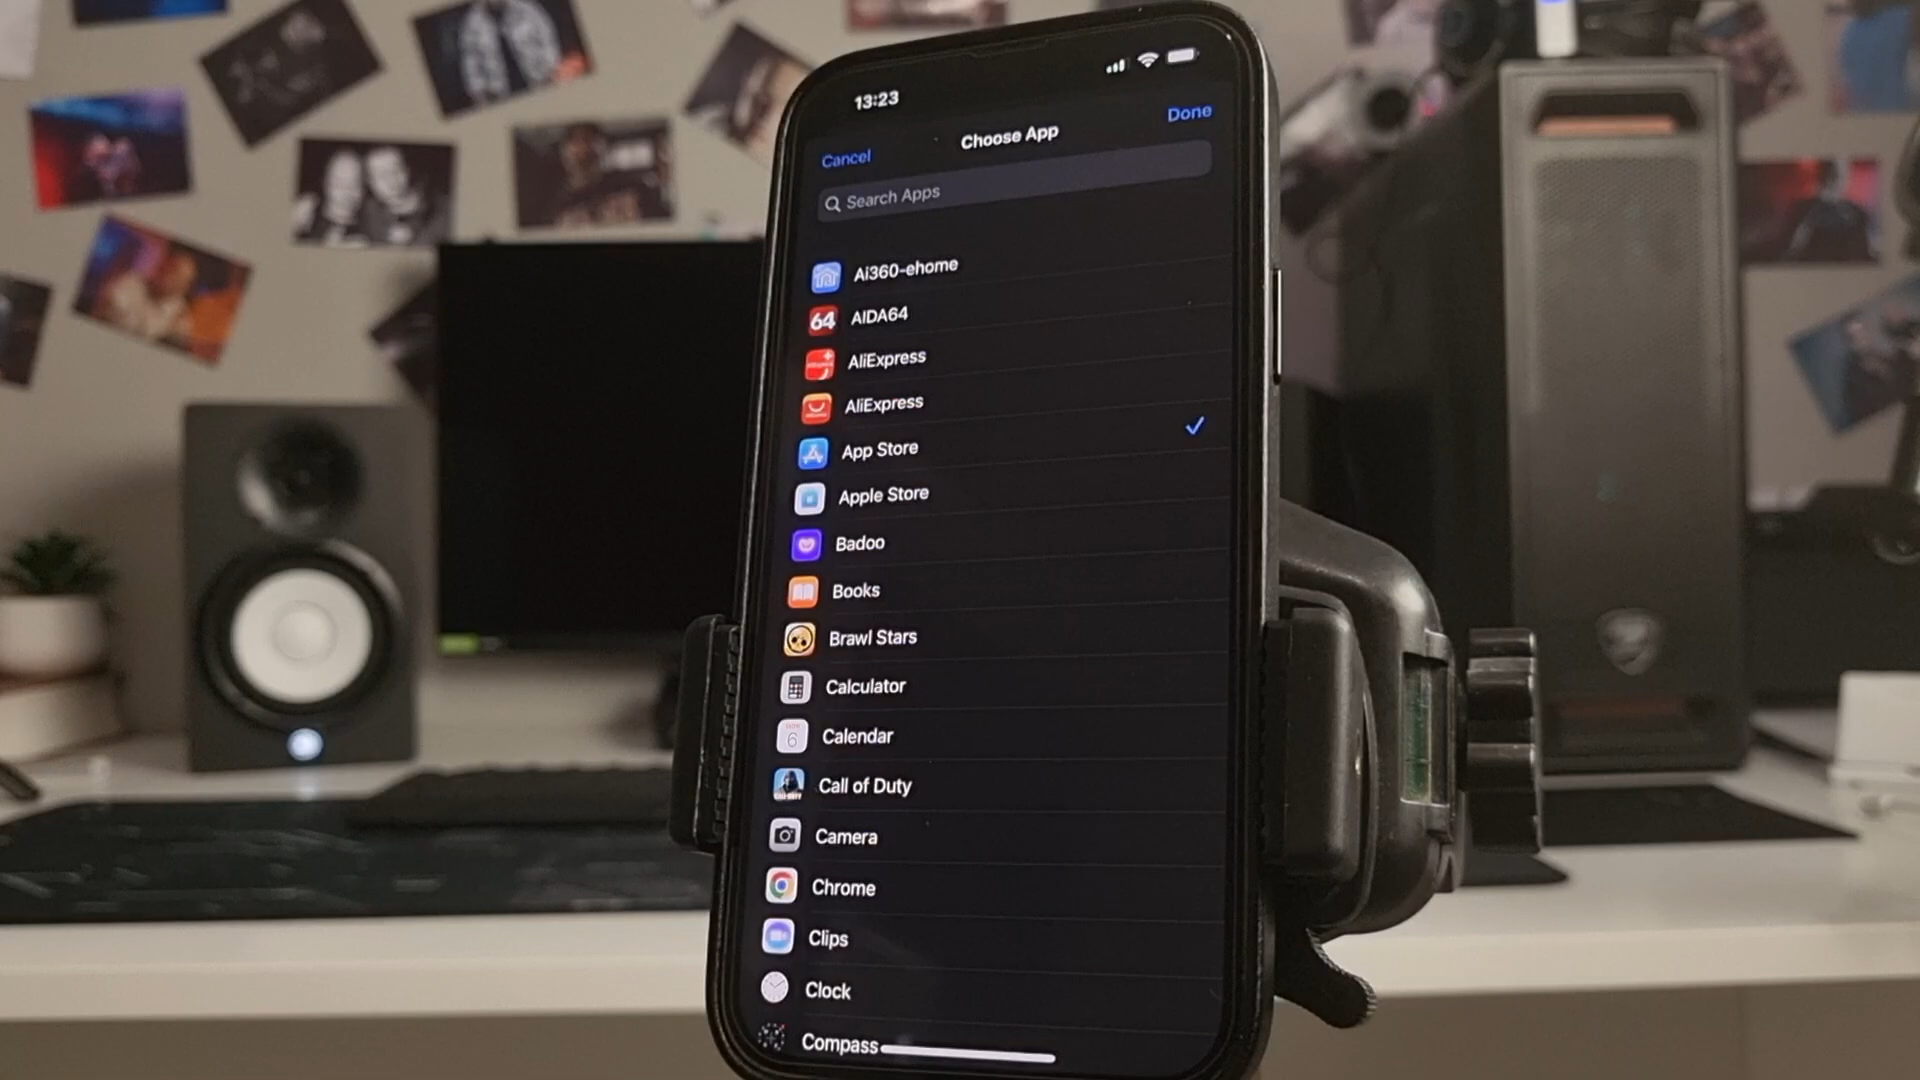 13:23
Cancel
Choose App
Done
Search Apps
Ai360-ehome
64
AIDA64
AliExpress
AliExpress
App Store
Apple Store
Badoo
Books
Brawl Stars
Calculator
6
Calendar
Call of Duty
Camera
Chrome
Clips
Clock
Compass